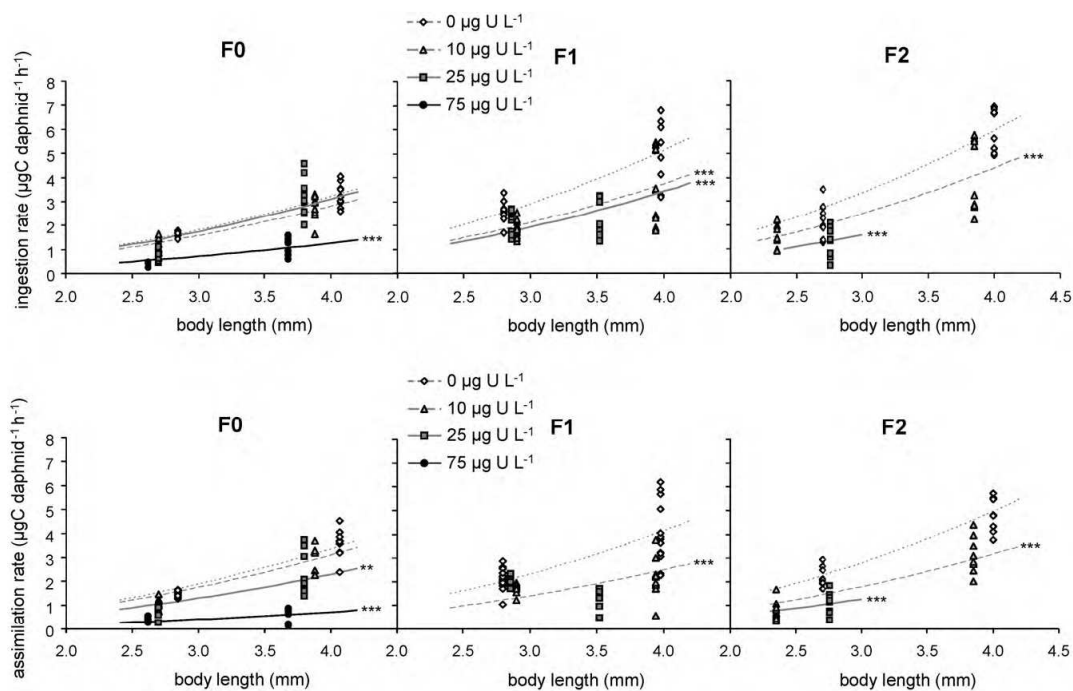 0 µg U L-1
10 µg U L-1
25 µg U L-1
75 µg U L-1
F0
F1
F2
ingestion rate (µgC daphnid-1 h-1)
8
7
6
5
4
3
2
1
0
***
***
***
***
***
2.0 2.5 3.0 3.5 4.0 2.0 2.5 3.0 3.5 4.0 2.0 2.5 3.0 3.5 4.0 4.5
body length (mm) body length (mm) body length (mm)
0 µg U L-1
10 µg U L-1
25 µg U L-1
75 µg U L-1
F0
F1
F2
assimilation rate (µgC daphnid-1 h-1)
8
7
6
5
4
3
2
1
0
**
***
***
***
***
2.0 2.5 3.0 3.5 4.0 2.0 2.5 3.0 3.5 4.0 2.0 2.5 3.0 3.5 4.0 4.5
body length (mm) body length (mm) body length (mm)